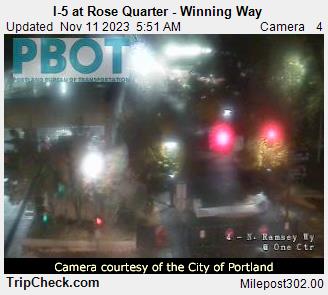 I-5 at Rose Quarter - Winning Way
Updated Nov 11 2023 5:51 AM Camera 4
PBOT
PORTLAND BUREAU OF TRANSPORTATION
4 - N. Ramsey Wy
@ One Ctr
Camera courtesy of the City of Portland
TripCheck.com Milepost302.00